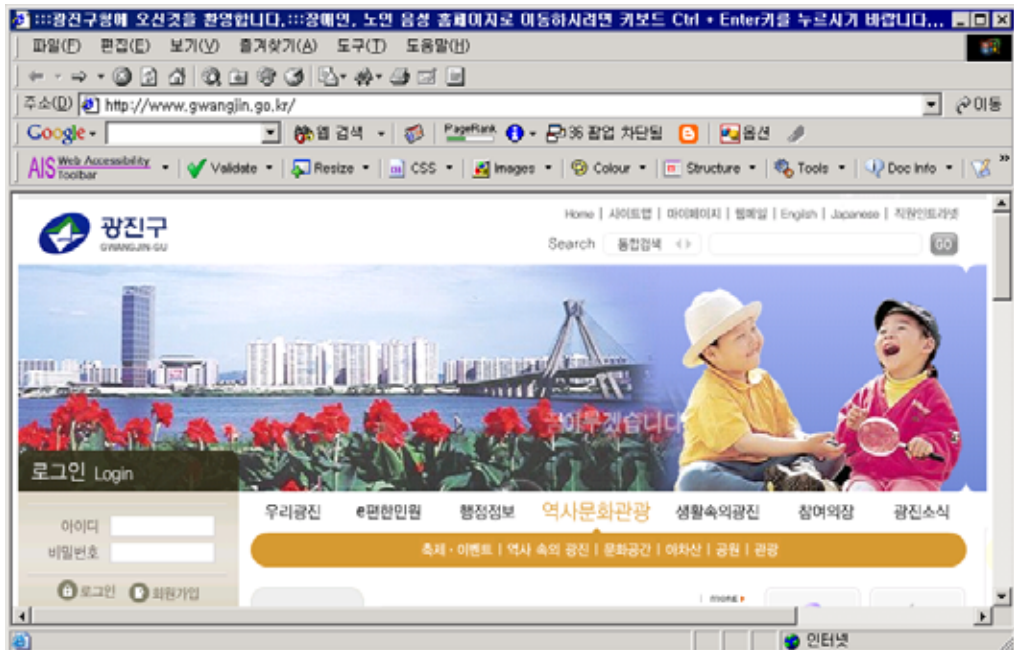 :::광진구청에 오신것을 환영합니다.:::장애인, 노인 음성 홈페이지로 이동하시려면 키보드 Ctrl + Enter키를 누르시기 바랍니다...
파일(F) 편집(E) 보기(V) 즐겨찾기(A) 도구(T) 도움말(H)
주소(D) http://www.gwangjin.go.kr/ 이동
Google 웹 검색 PageRank 36 팝업 차단됨 옵션
AIS Web Accessibility Toolbar Validate Resize CSS Images Colour Structure Tools Doc Info »
Home | 사이트맵 | 마이페이지 | 웹메일 | English | Japanese | 직원인트라넷
광진구
GWANGJIN-GU
Search 통합검색 GO
로그인 Login
우리광진 e편한민원 행정정보 역사문화관광 생활속의광진 참여의장 광진소식
아이디
비밀번호
축제 · 이벤트 | 역사 속의 광진 | 문화공간 | 아차산 | 공원 | 관광
로그인 회원가입
more
인터넷